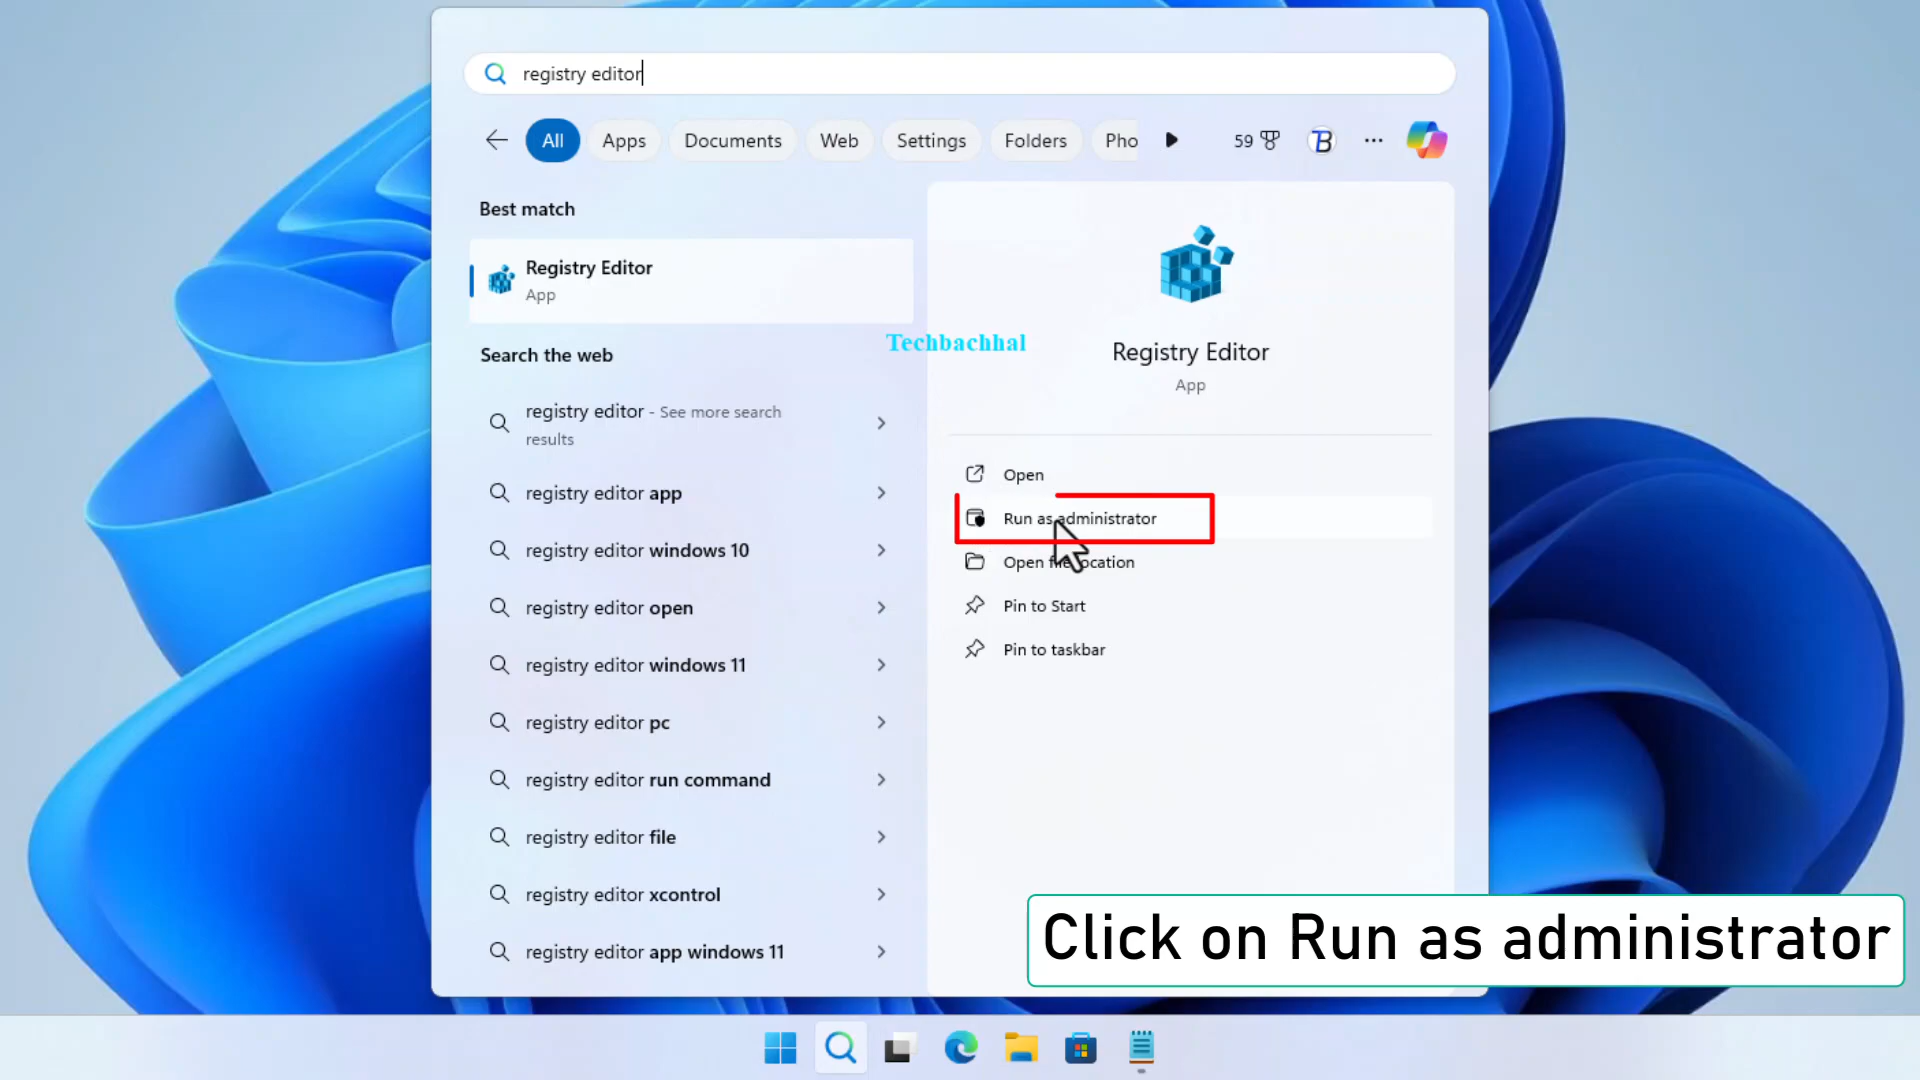 registry editor
All
Apps
Documents
Web
Settings
Folders
Pho
59
B
Best match
Registry Editor
App
Search the web
registry editor - See more search
results
registry editor app
registry editor windows 10
registry editor open
registry editor windows 11
registry editor pc
registry editor run command
registry editor file
registry editor xcontrol
registry editor app windows 11
Techbachhal
Registry Editor
App
Open
Run as administrator
Open file location
Pin to Start
Pin to taskbar
Click on Run as administrator